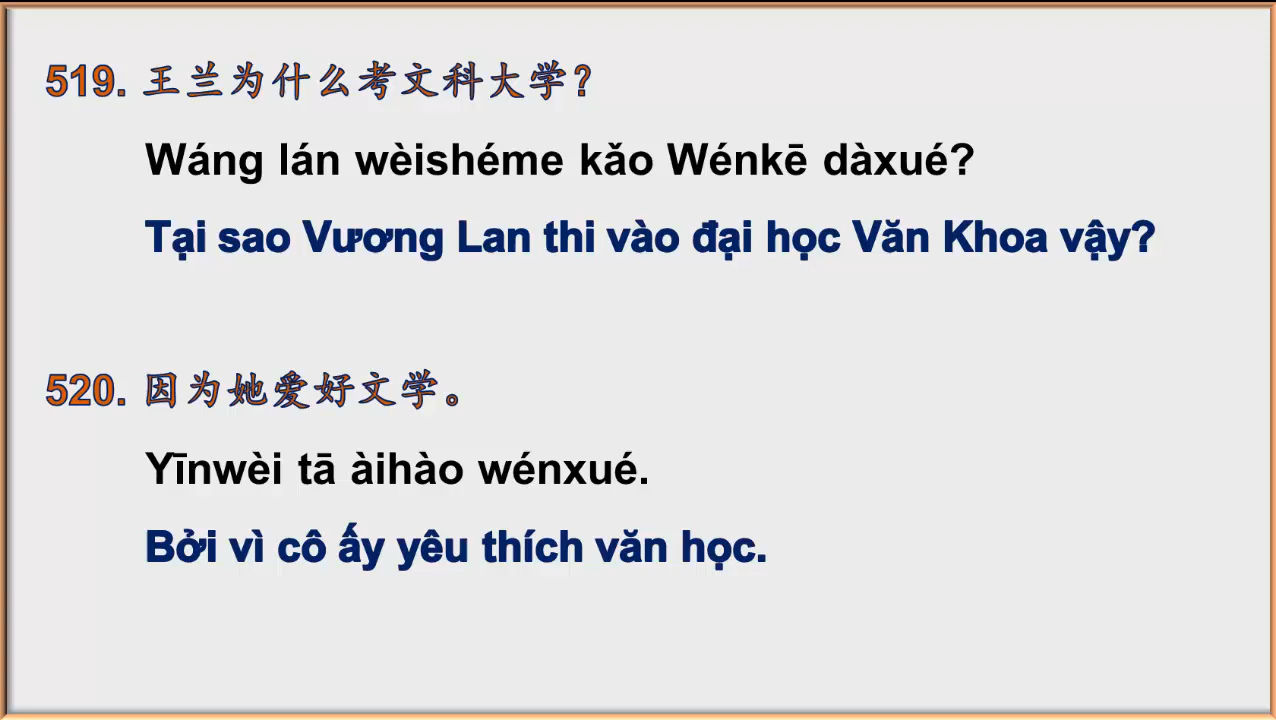 519. 王兰为什么考文科大学?
Wáng lán wèishéme kǎo Wénkē dàxué?
Tại sao Vương Lan thi vào đại học Văn Khoa vậy?
520. 因为她爱好文学。
Yīnwèi tā àihào wénxué.
Bởi vì cô ấy yêu thích văn học.